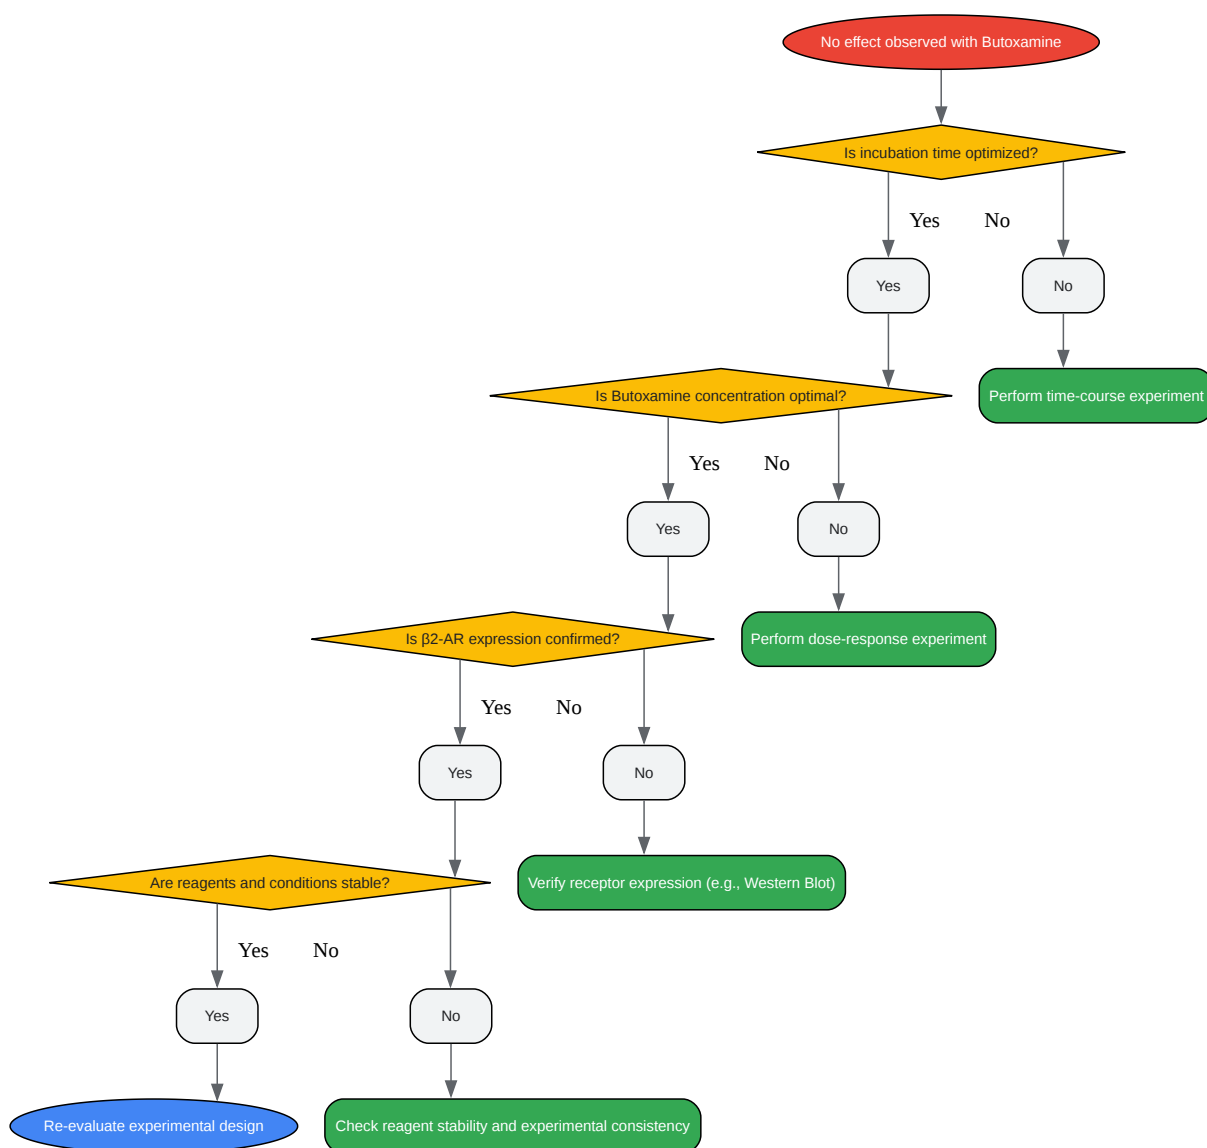 No effect observed with Butoxamine
Is incubation time optimized?
Yes
No
Yes
No
Is Butoxamine concentration optimal?
Perform time-course experiment
Yes
No
Yes
No
Is β2-AR expression confirmed?
Perform dose-response experiment
Yes
No
Yes
No
Are reagents and conditions stable?
Verify receptor expression (e.g., Western Blot)
Yes
No
Yes
No
Re-evaluate experimental design
Check reagent stability and experimental consistency